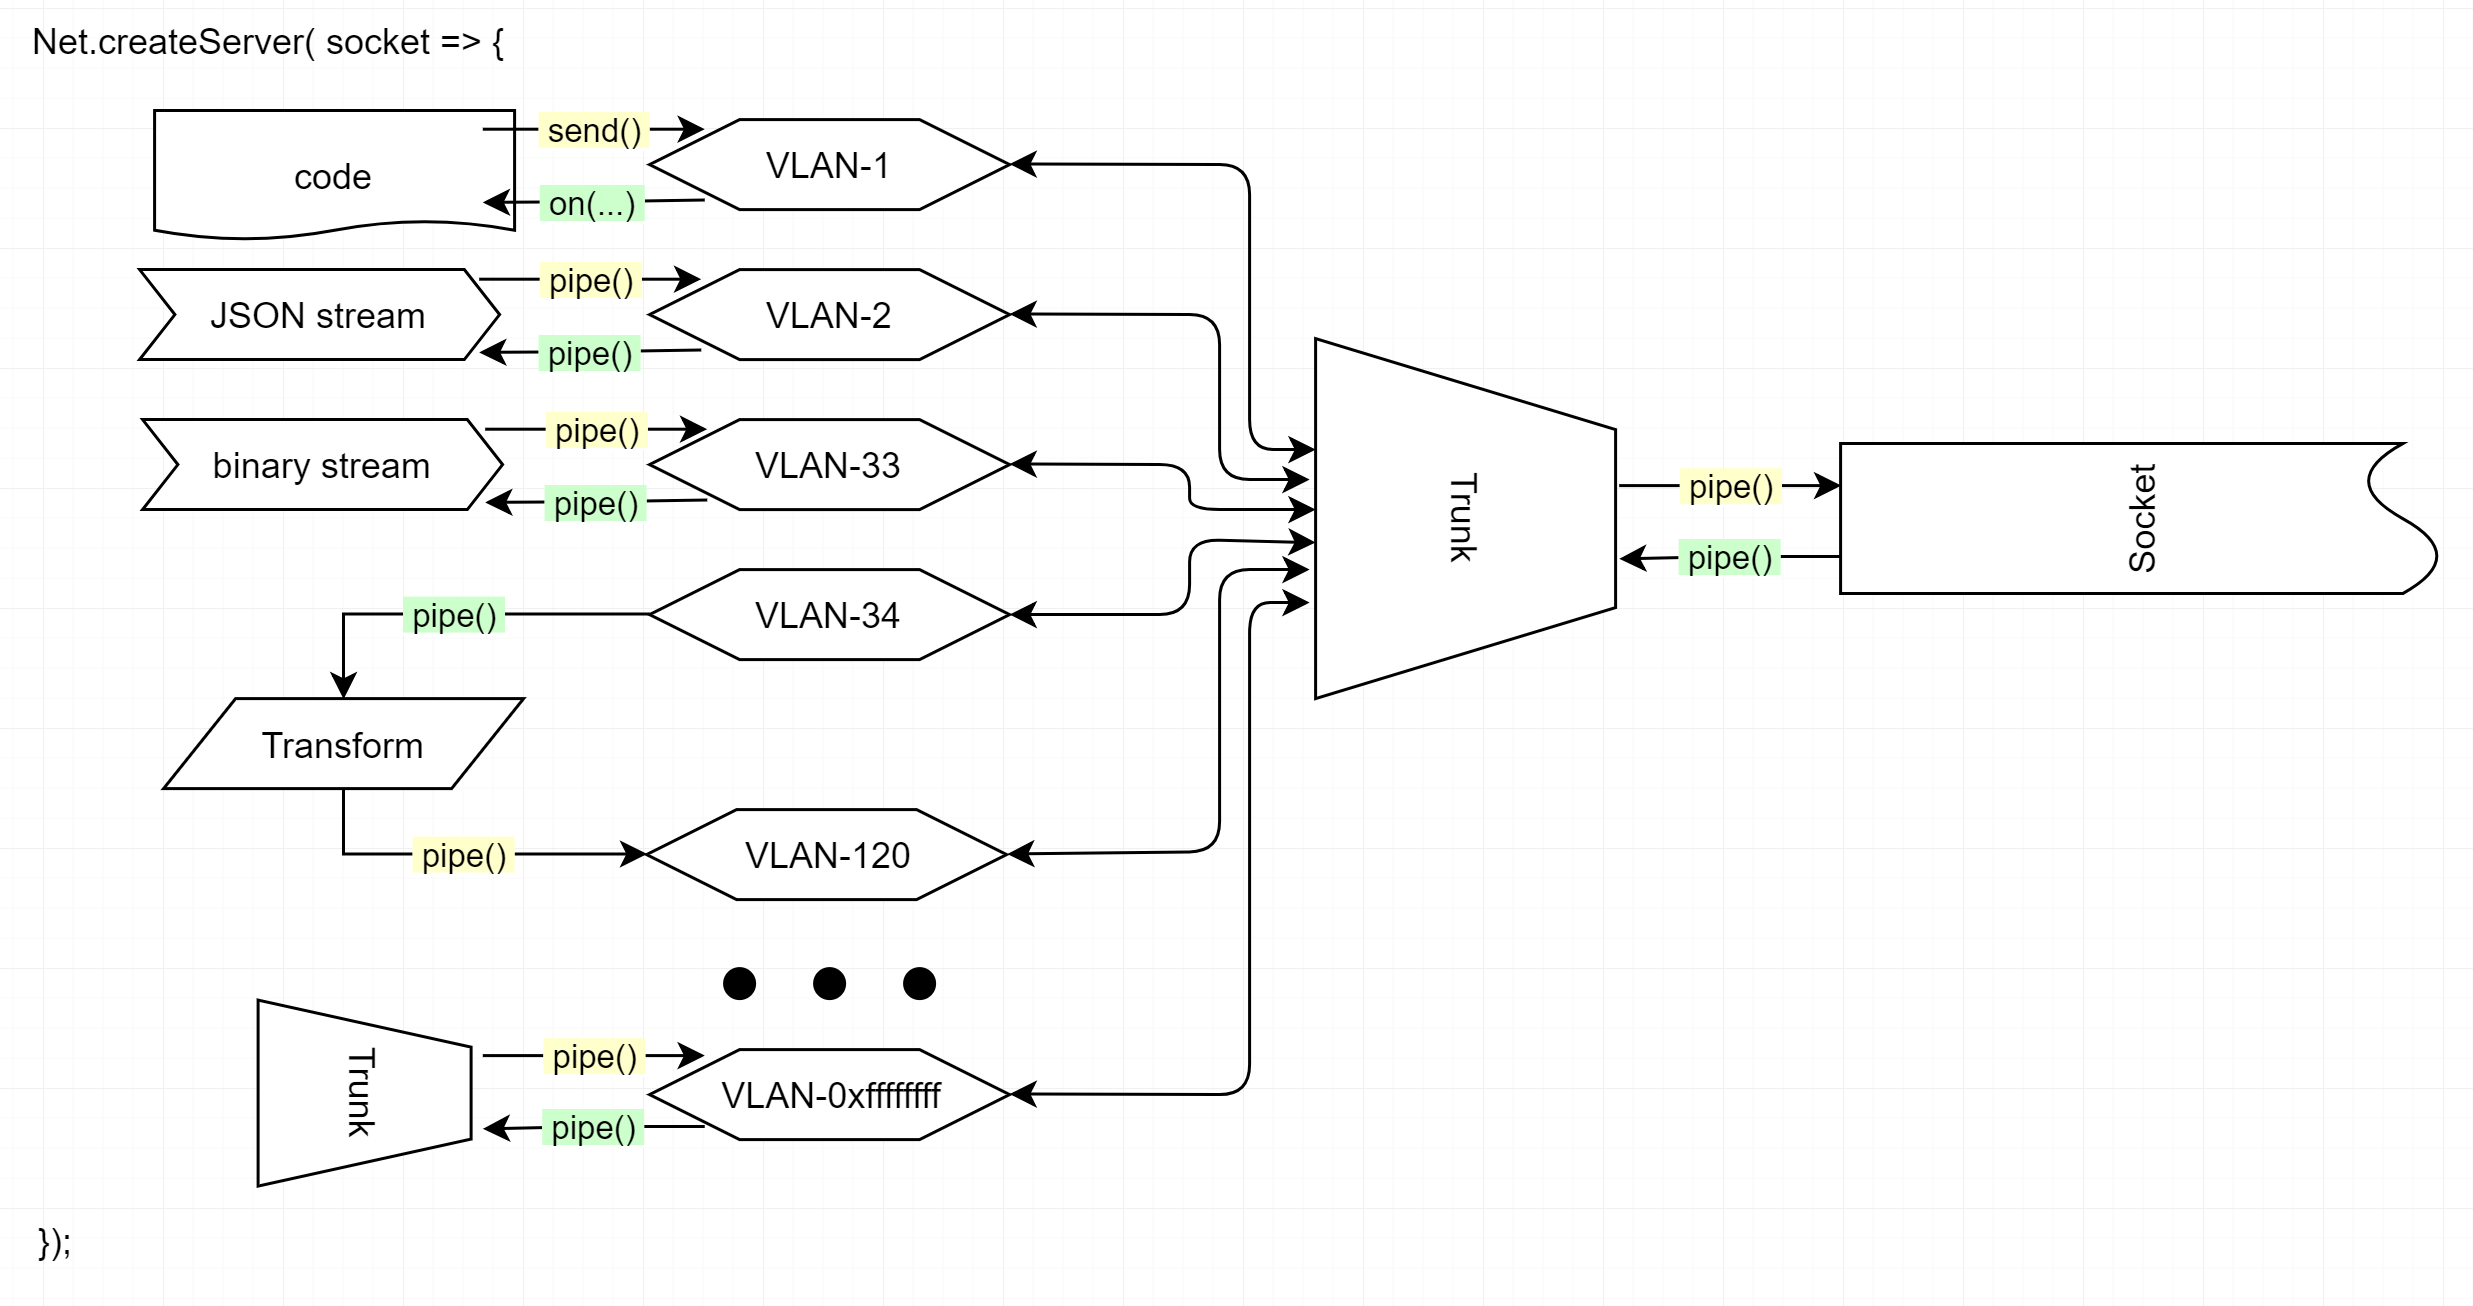 Net.createServer( socket => {
code
send()
on(...)
VLAN-1
JSON stream
pipe()
pipe()
VLAN-2
binary stream
pipe()
pipe()
VLAN-33
pipe()
VLAN-34
Transform
pipe()
VLAN-120
Trunk
pipe()
pipe()
VLAN-0xffffffff
Trunk
pipe()
pipe()
Socket
});